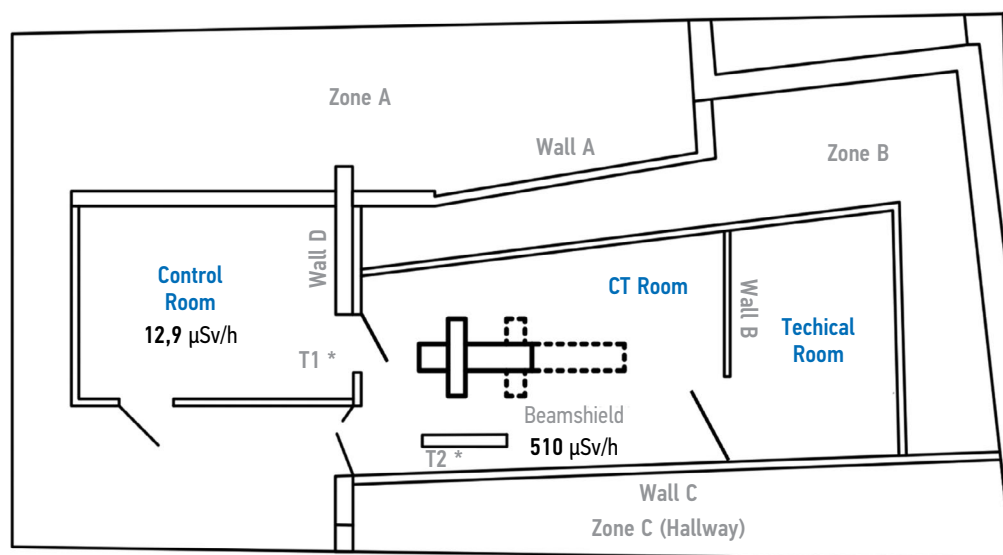 Zone A
Wall A
Zone B
Wall D
Control
Room
12,9 µSv/h
CT Room
Wall B
Techical
Room
T1 *
Beamshield
510 µSv/h
T2 *
Wall C
Zone C (Hallway)